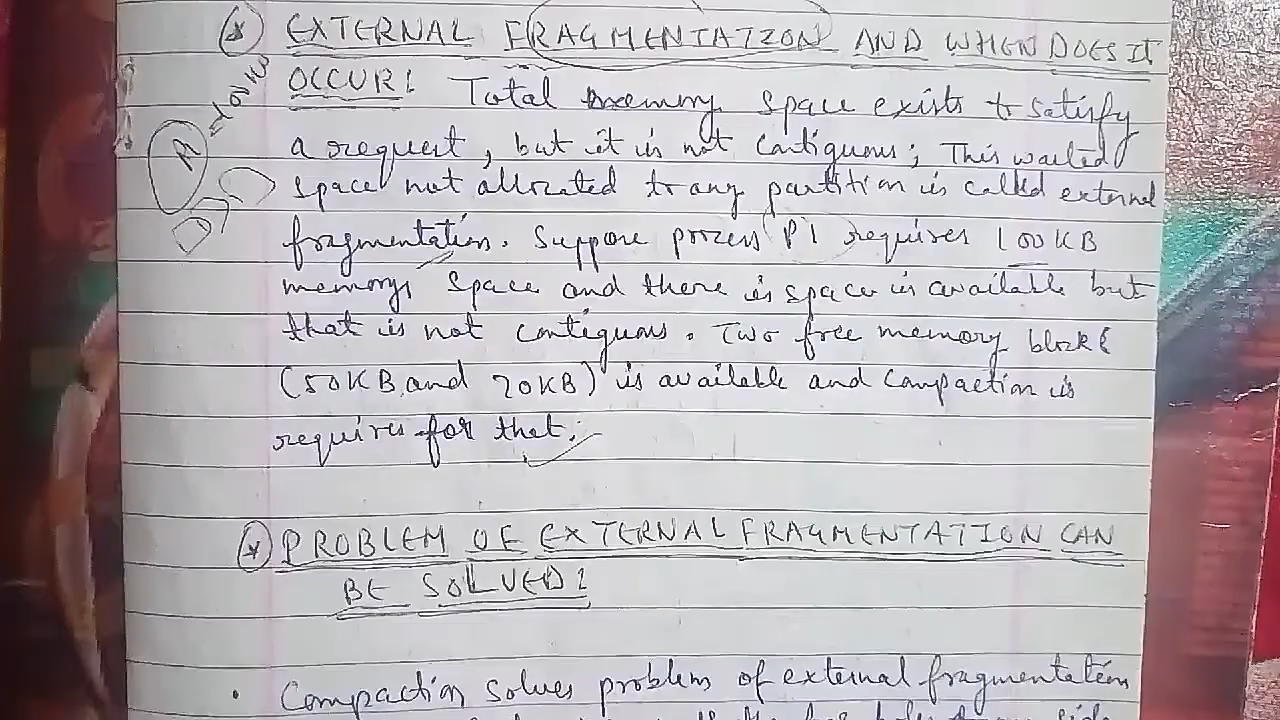 EXTERNAL FRAGMENTATION AND WHEN DOES IT
OCCUR? Total memory space exists to satisfy
a request, but it is not contiguous; This wasted
space not allocated to any partition is called external
fragmentation. Suppose process P1 requires 100KB
memory space and there is space is available but
that is not contiguous. Two free memory blocks
(50KB and 70KB) is available and compaction is
requires for that.
PROBLEM OF EXTERNAL FRAGMENTATION CAN
BE SOLVED?
• Compaction solves problem of external fragmentation